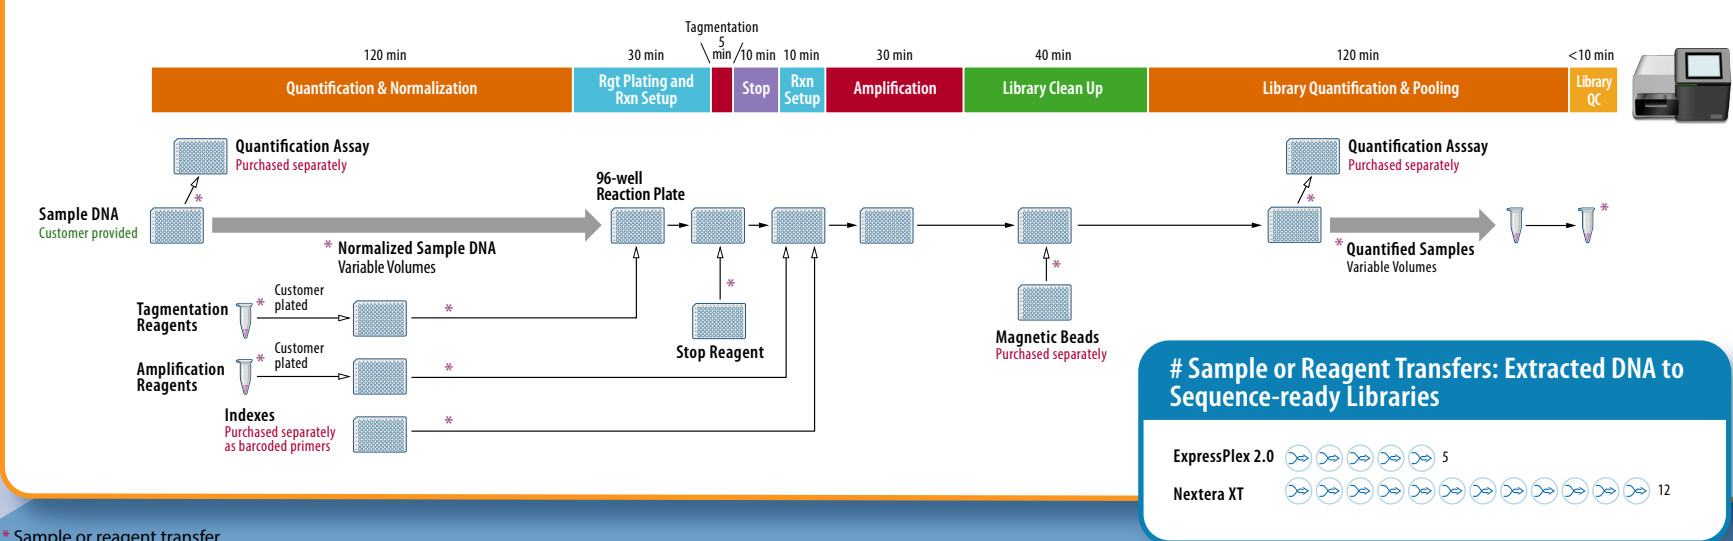 Tagmentation
120 min
30 min
5
min
10 min
10 min
30 min
40 min
120 min
<10 min
Quantification & Normalization
Rgt Plating and
Rxn Setup
Stop
Rxn
Setup
Amplification
Library Clean Up
Library Quantification & Pooling
Library
QC
Quantification Assay
Purchased separately
Quantification Asssay
Purchased separately
*
*
96-well
Reaction Plate
Sample DNA
Customer provided
* Normalized Sample DNA
Variable Volumes
* Quantified Samples
Variable Volumes
*
Tagmentation
Reagents
*
Customer
plated
*
*
Stop Reagent
*
Magnetic Beads
Purchased separately
Amplification
Reagents
*
Customer
plated
*
Indexes
Purchased separately
as barcoded primers
*
# Sample or Reagent Transfers: Extracted DNA to
Sequence-ready Libraries
ExpressPlex 2.0 5
Nextera XT 12
* Sample or reagent transfer